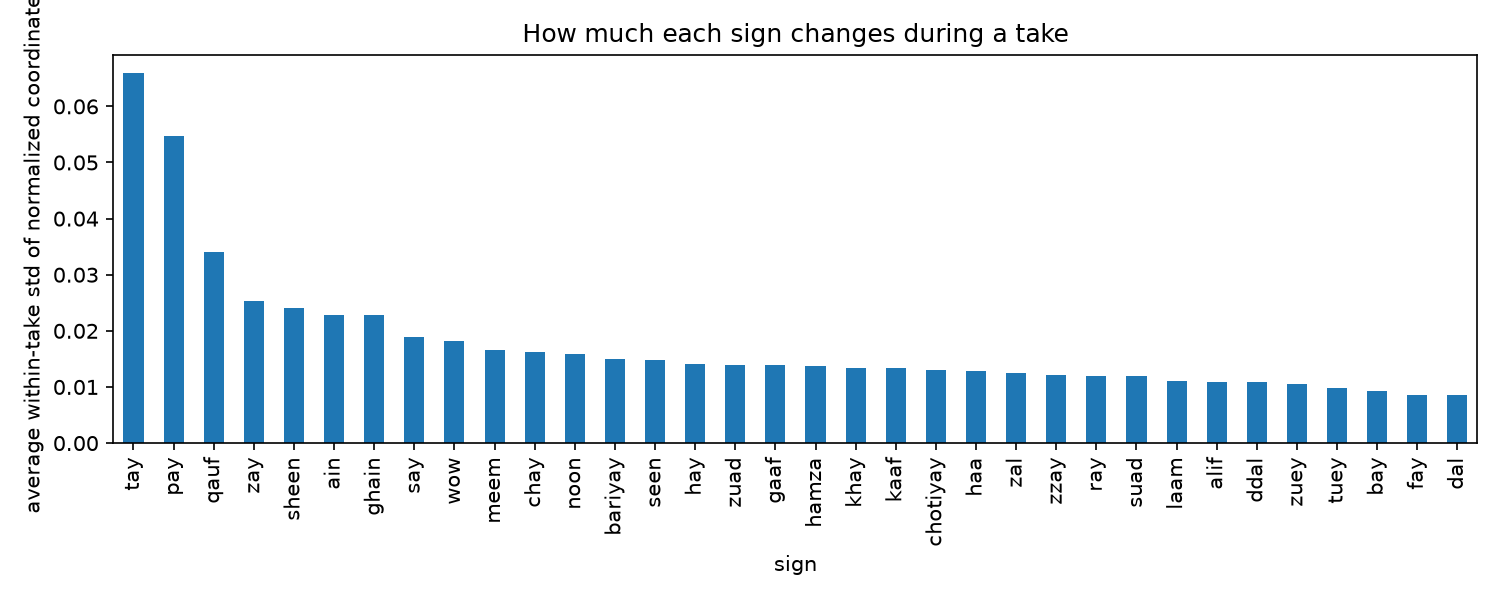 How much each sign changes during a take
average within-take std of normalized coordinate
0.06
0.05
0.04
0.03
0.02
0.01
0.00
tay
pay
qauf
zay
sheen
ain
ghain
say
wow
meem
chay
noon
bariyay
seen
hay
zuad
gaaf
hamza
khay
kaaf
chotiyay
haa
zal
zzay
ray
suad
laam
alif
ddal
zuey
tuey
bay
fay
dal
sign